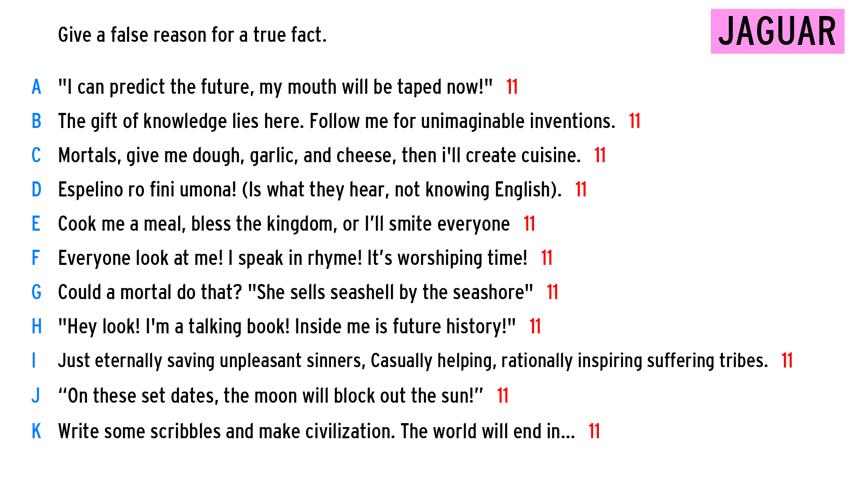 Give a false reason for a true fact.
JAGUAR
A "I can predict the future, my mouth will be taped now!" 11
B The gift of knowledge lies here. Follow me for unimaginable inventions. 11
C Mortals, give me dough, garlic, and cheese, then i'll create cuisine. 11
D Espelino ro fini umona! (Is what they hear, not knowing English). 11
E Cook me a meal, bless the kingdom, or I’ll smite everyone 11
F Everyone look at me! I speak in rhyme! It’s worshiping time! 11
G Could a mortal do that? "She sells seashell by the seashore" 11
H "Hey look! I'm a talking book! Inside me is future history!" 11
I Just eternally saving unpleasant sinners, Casually helping, rationally inspiring suffering tribes. 11
J “On these set dates, the moon will block out the sun!” 11
K Write some scribbles and make civilization. The world will end in... 11